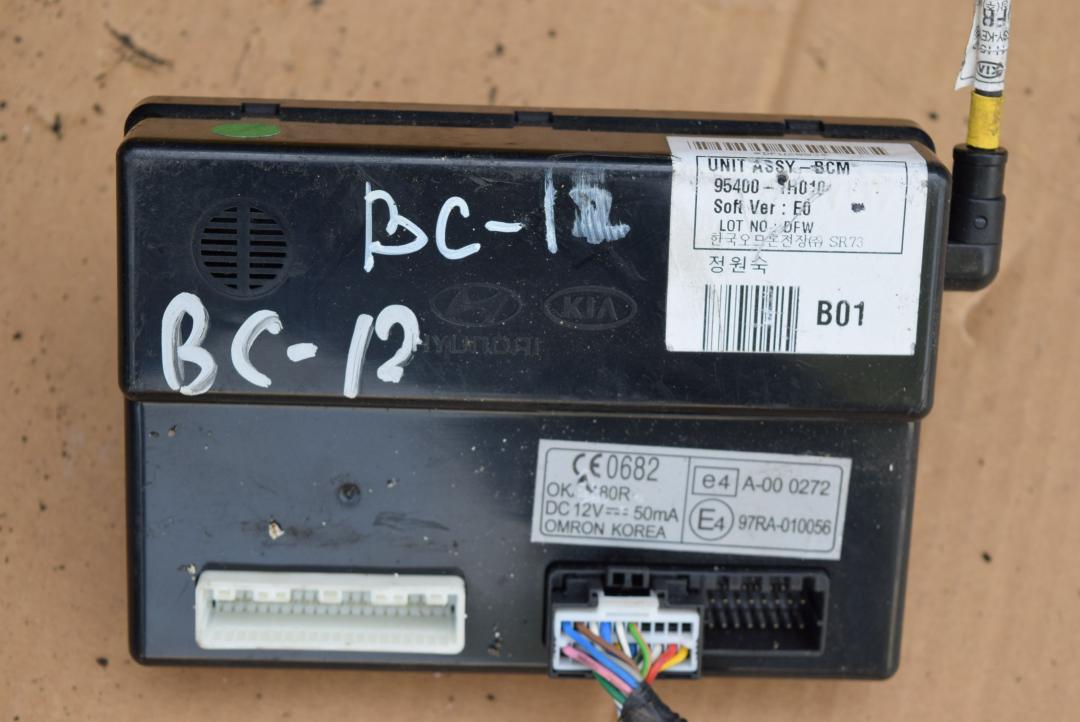 UNIT ASSY-BCM
95400-1H010
Soft Ver : E0
LOT NO : DFW
한국오므론전장(주) SR73
정원숙
B01
BC-12
BC-12
HYUNDAI
KIA
CE0682
DC 12V 50mA
OMRON KOREA
e4 A-00 0272
E4 97RA-010056
KIA